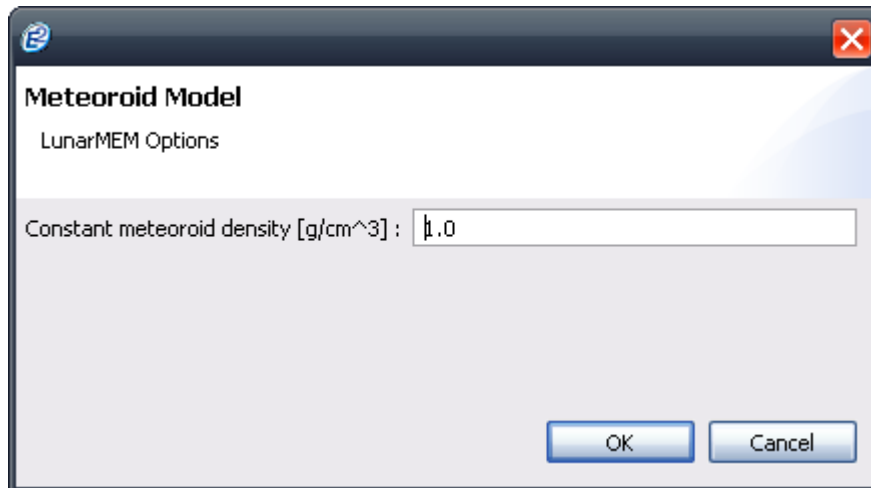 Meteoroid Model
LunarMEM Options
Constant meteoroid density [g/cm^3] : 1.0
OK Cancel